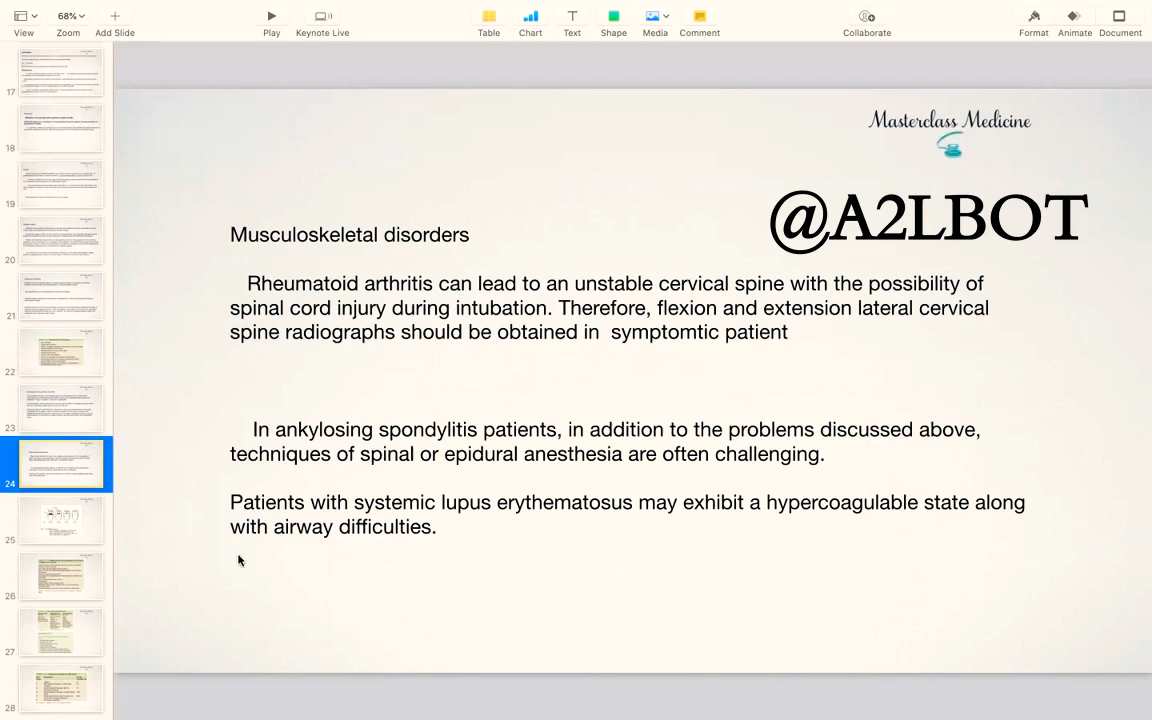 View
68%
Zoom
Add Slide
Play
Keynote Live
Table
Chart
Text
Shape
Media
Comment
Collaborate
Format
Animate
Document
17
18
19
20
21
22
23
24
25
26
27
28
Masterclass Medicine
@A2LBOT
Musculoskeletal disorders
Rheumatoid arthritis can lead to an unstable cervical spine with the possibility of
spinal cord injury during intubation. Therefore, flexion and extension lateral cervical
spine radiographs should be obtained in symptomtic patient
In ankylosing spondylitis patients, in addition to the problems discussed above,
techniques of spinal or epidural anesthesia are often challenging.
Patients with systemic lupus erythematosus may exhibit a hypercoagulable state along
with airway difficulties.